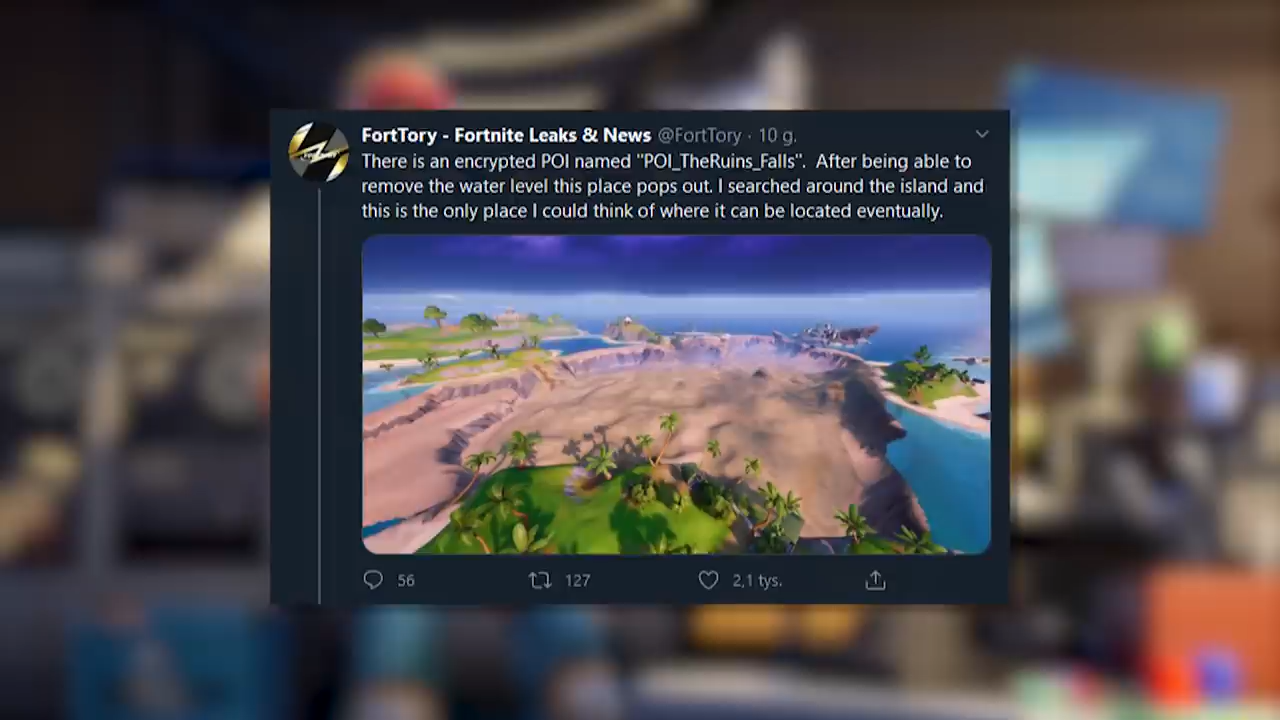 FortTory - Fortnite Leaks & News @FortTory · 10 g.
There is an encrypted POI named "POI_TheRuins_Falls". After being able to
remove the water level this place pops out. I searched around the island and
this is the only place I could think of where it can be located eventually.
56 127 2,1 tys.